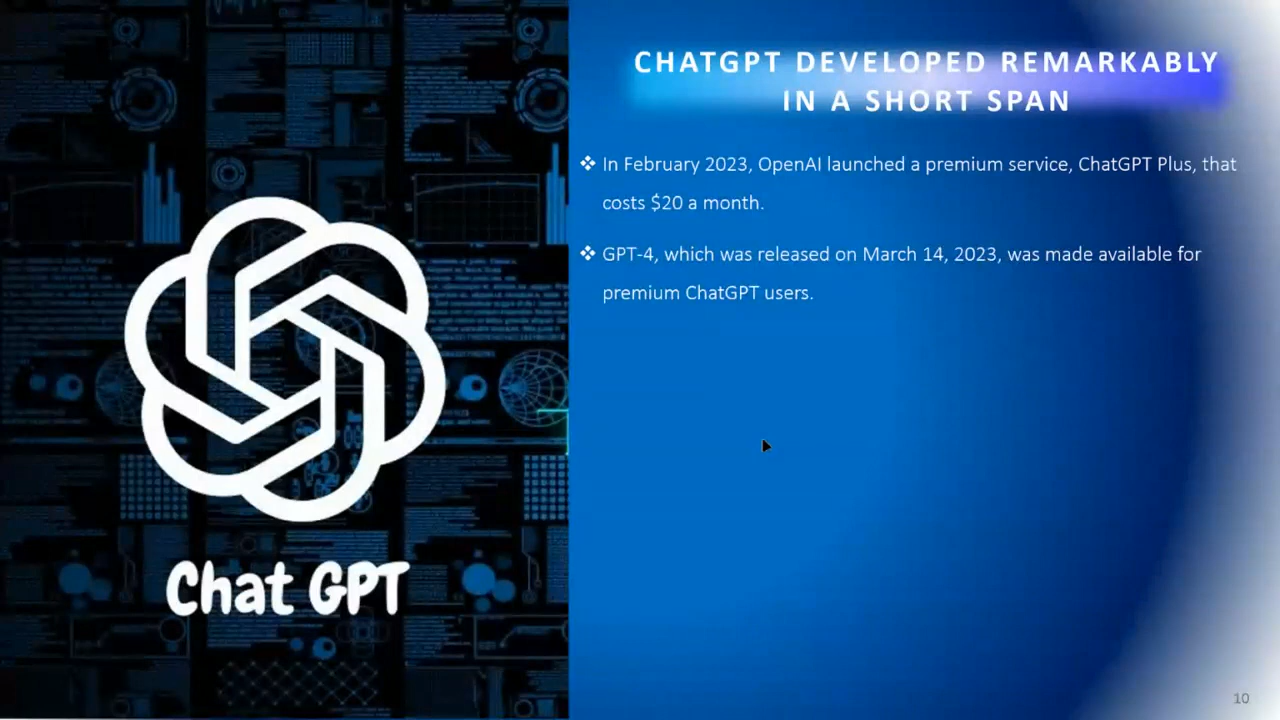 CHATGPT DEVELOPED REMARKABLY
IN A SHORT SPAN
❖ In February 2023, OpenAI launched a premium service, ChatGPT Plus, that
costs $20 a month.
❖ GPT-4, which was released on March 14, 2023, was made available for
premium ChatGPT users.
Chat GPT
10